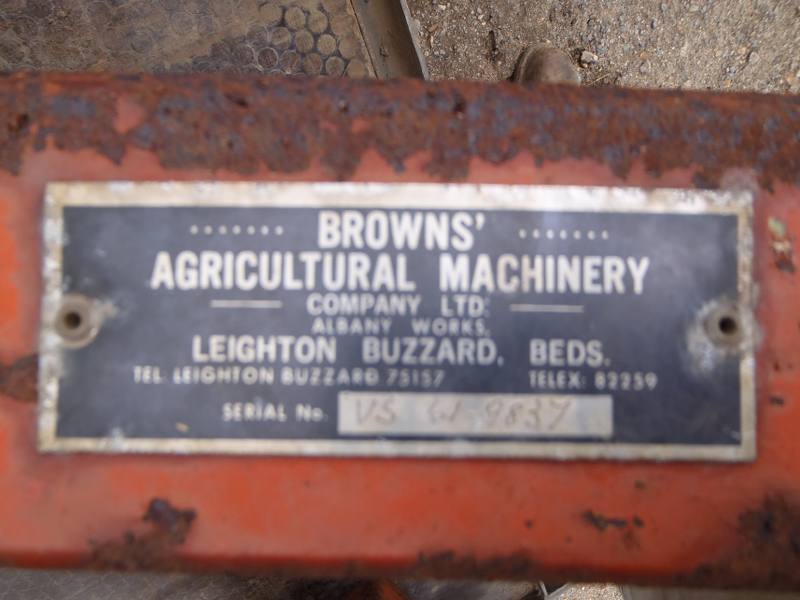 BROWNS'
AGRICULTURAL MACHINERY
COMPANY LTD:
ALBANY WORKS,
LEIGHTON BUZZARD, BEDS.
TEL. LEIGHTON BUZZARD 75157 TELEX: 82259
SERIAL No. VS 9837